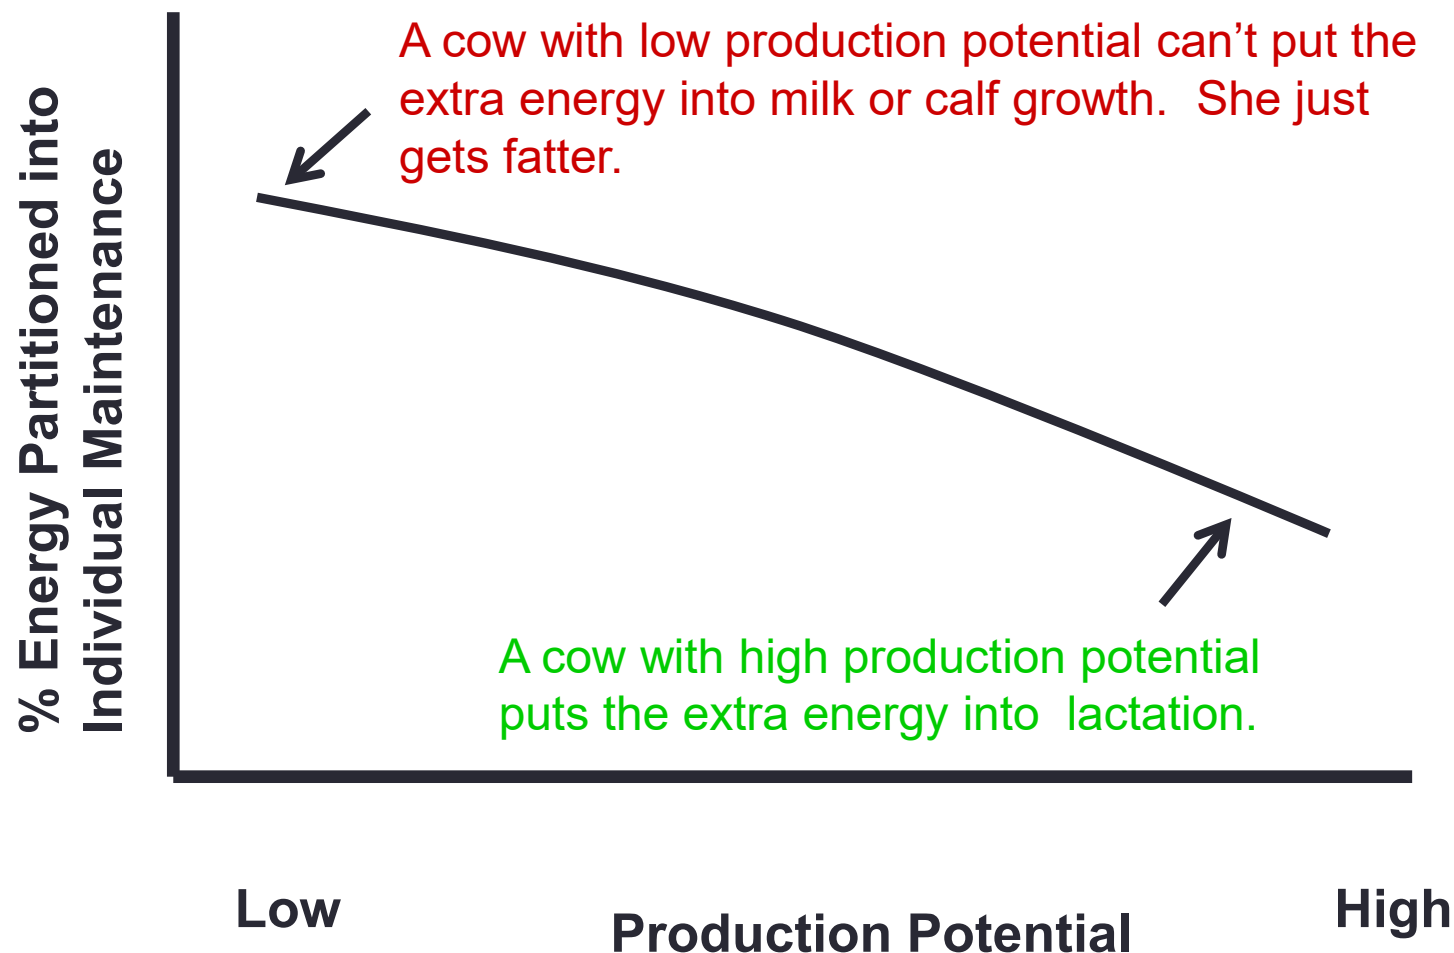 A cow with low production potential can’t put the
extra energy into milk or calf growth.  She just
gets fatter.
% Energy Partitioned into
Individual Maintenance
A cow with high production potential
puts the extra energy into  lactation.
Low
High
Production Potential